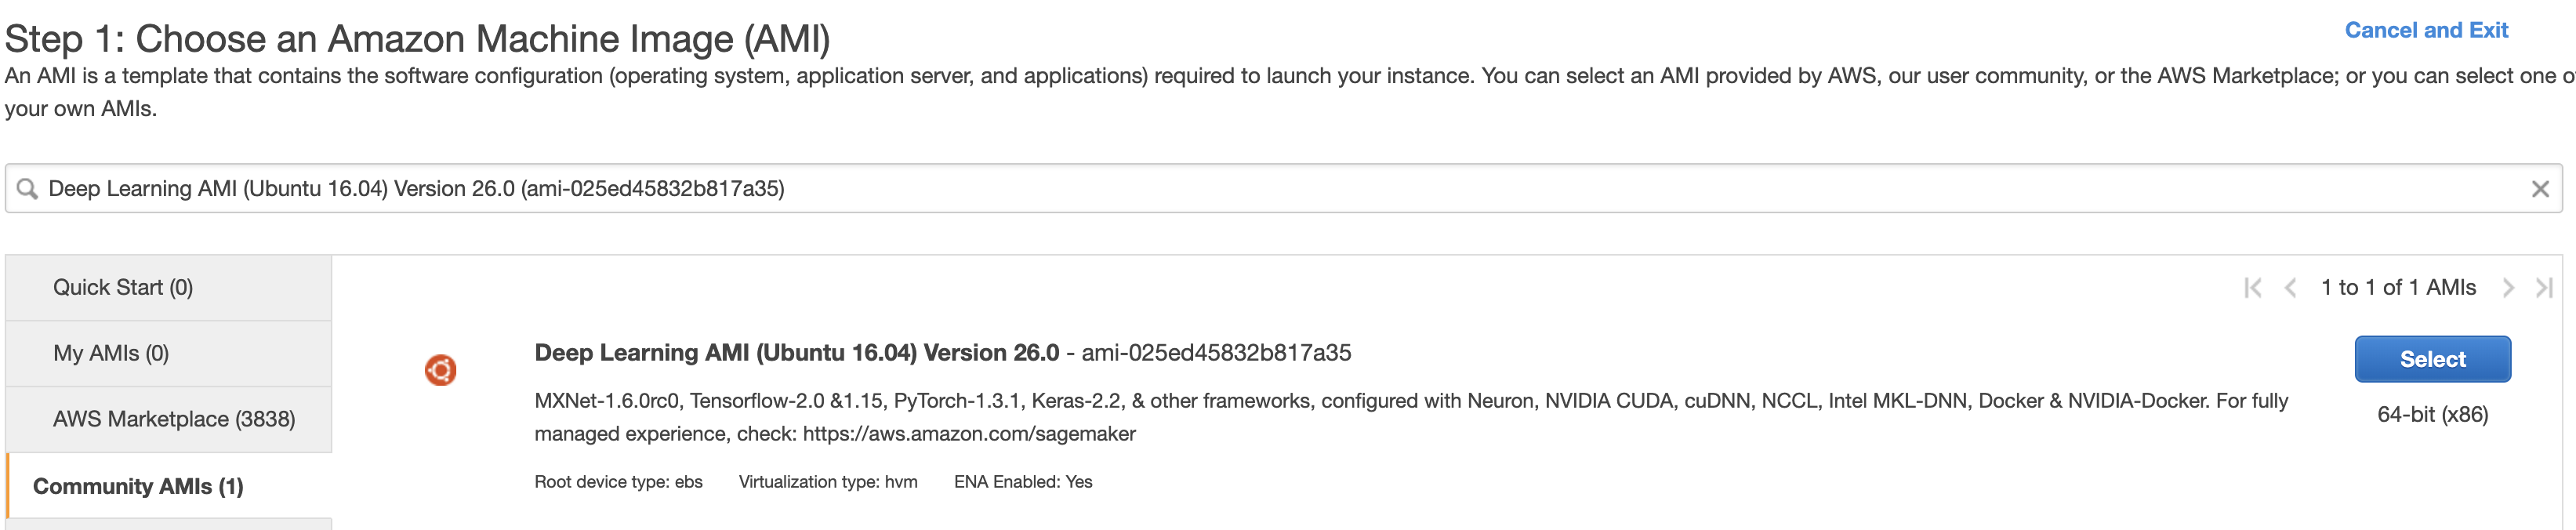 Step 1: Choose an Amazon Machine Image (AMI)
Cancel and Exit
An AMI is a template that contains the software configuration (operating system, application server, and applications) required to launch your instance. You can select an AMI provided by AWS, our user community, or the AWS Marketplace; or you can select one o
your own AMIs.
Deep Learning AMI (Ubuntu 16.04) Version 26.0 (ami-025ed45832b817a35)
Quick Start (0)
My AMIs (0)
AWS Marketplace (3838)
Community AMIs (1)
1 to 1 of 1 AMIs
Deep Learning AMI (Ubuntu 16.04) Version 26.0 - ami-025ed45832b817a35
MXNet-1.6.0rc0, Tensorflow-2.0 &1.15, PyTorch-1.3.1, Keras-2.2, & other frameworks, configured with Neuron, NVIDIA CUDA, cuDNN, NCCL, Intel MKL-DNN, Docker & NVIDIA-Docker. For fully
managed experience, check: https://aws.amazon.com/sagemaker
Root device type: ebs Virtualization type: hvm ENA Enabled: Yes
Select
64-bit (x86)